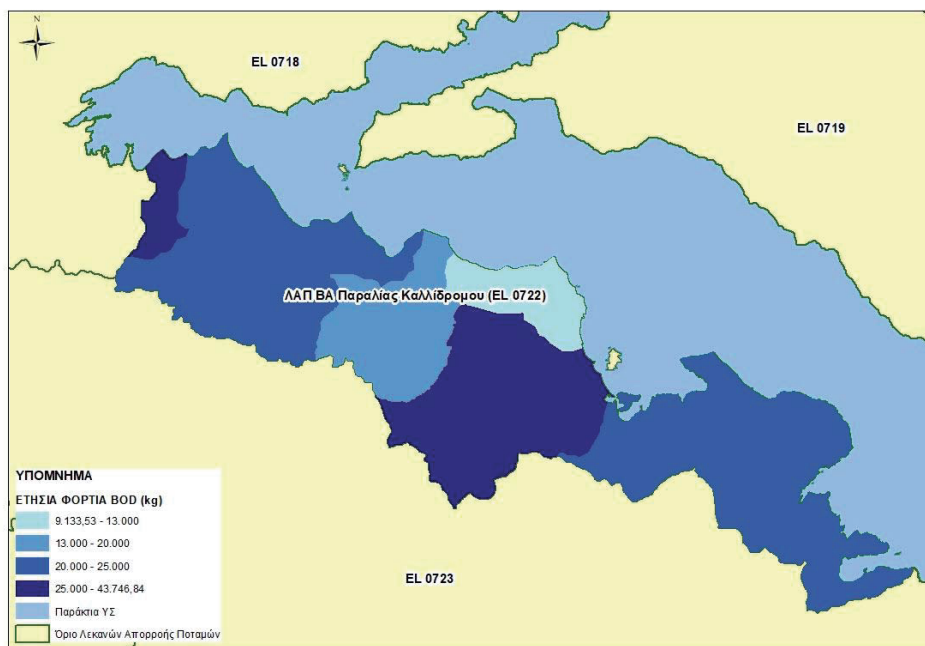 N
EL 0718
EL 0719
ΛΑΠ ΒΑ Παραλίας Καλλίδρομου (EL 0722)
EL 0723
ΥΠΟΜΝΗΜΑ
ΕΤΗΣΙΑ ΦΟΡΤΙΑ BOD (kg)
9.133,53 - 13.000
13.000 - 20.000
20.000 - 25.000
25.000 - 43.746,84
Παράκτια ΥΣ
Όριο Λεκανών Απορροής Ποταμών